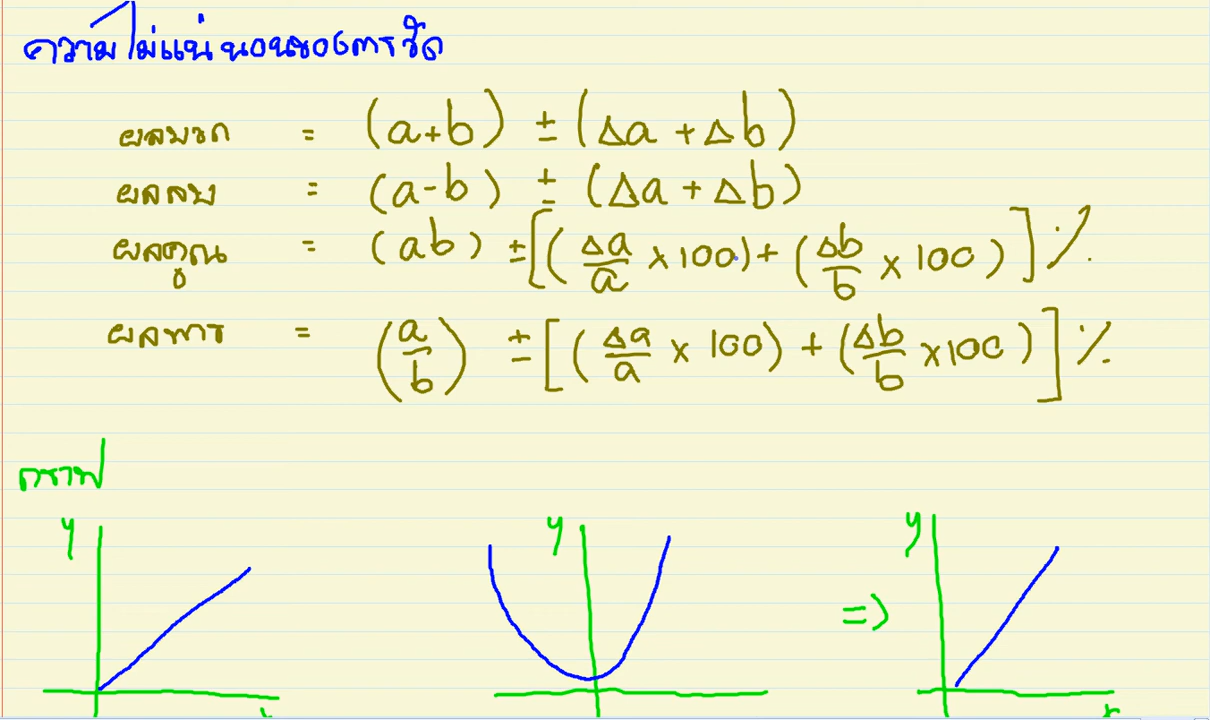 ความไม่แน่นอนของการวัด
ผลบวก = (a+b) ± (Δa + Δb)
ผลลบ = (a-b) ± (Δa + Δb)
ผลคูณ = (ab) ± [(Δa/a × 100) + (Δb/b × 100)] %
ผลหาร = (a/b) ± [(Δa/a × 100) + (Δb/b × 100)] %
กราฟ
y y => y